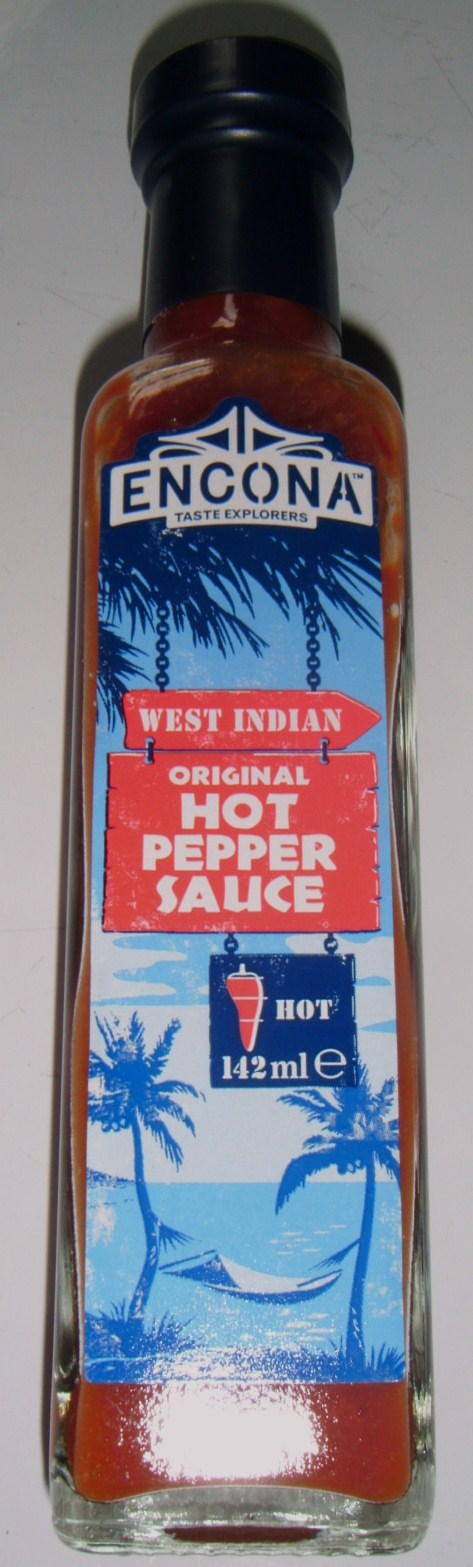 ENCONA™
TASTE EXPLORERS
WEST INDIAN
ORIGINAL
HOT
PEPPER
SAUCE
HOT
142ml ℮